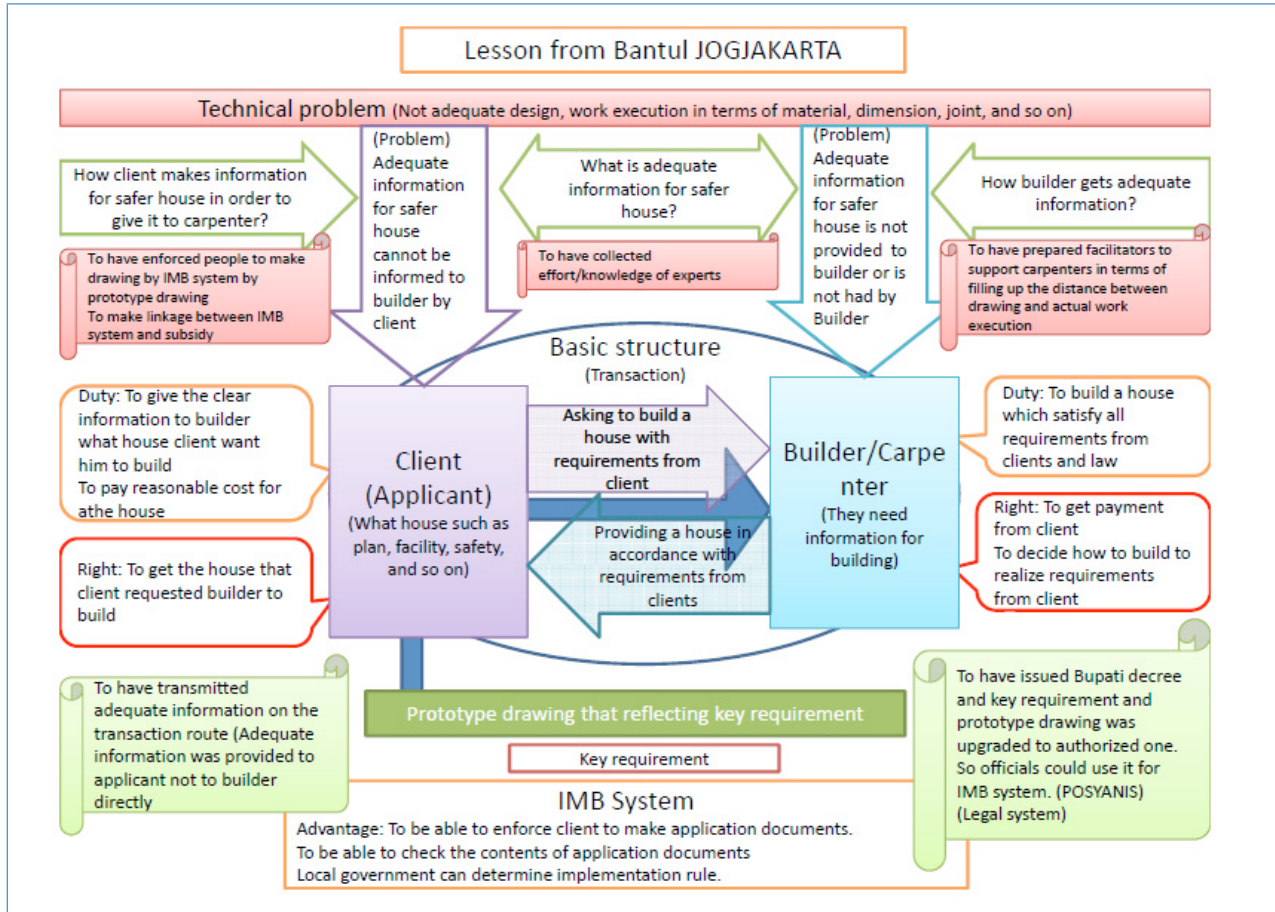 Lesson from Bantul JOGJAKARTA
Technical problem (Not adequate design, work execution in terms of material, dimension, joint, and so on)
How client makes information
for safer house in order to
give it to carpenter?
(Problem)
Adequate
information
for safer
house
cannot be
informed to
builder by
client
What is adequate
information for safer
house?
(Problem)
Adequate
information
for safer
house is not
provided to
builder or is
not had by
Builder
How builder gets adequate
information?
To have enforced people to make
drawing by IMB system by
prototype drawing
To make linkage between IMB
system and subsidy
To have collected
effort/knowledge of experts
To have prepared facilitators to
support carpenters in terms of
filling up the distance between
drawing and actual work
execution
Basic structure
(Transaction)
Duty: To give the clear
information to builder
what house client want
him to build
To pay reasonable cost for
athe house
Right: To get the house that
client requested builder to
build
Client
(Applicant)
(What house such as
plan, facility, safety,
and so on)
Asking to build a
house with
requirements from
client
Providing a house in
accordance with
requirements from
clients
Builder/Carpe
nter
(They need
information for
building)
Duty: To build a house
which satisfy all
requirements from
clients and law
Right: To get payment
from client
To decide how to build to
realize requirements
from client
To have transmitted
adequate information on the
transaction route (Adequate
information was provided to
applicant not to builder
directly
Prototype drawing that reflecting key requirement
Key requirement
To have issued Bupati decree
and key requirement and
prototype drawing was
upgraded to authorized one.
So officials could use it for
IMB system. (POSYANIS)
(Legal system)
IMB System
Advantage: To be able to enforce client to make application documents.
To be able to check the contents of application documents
Local government can determine implementation rule.